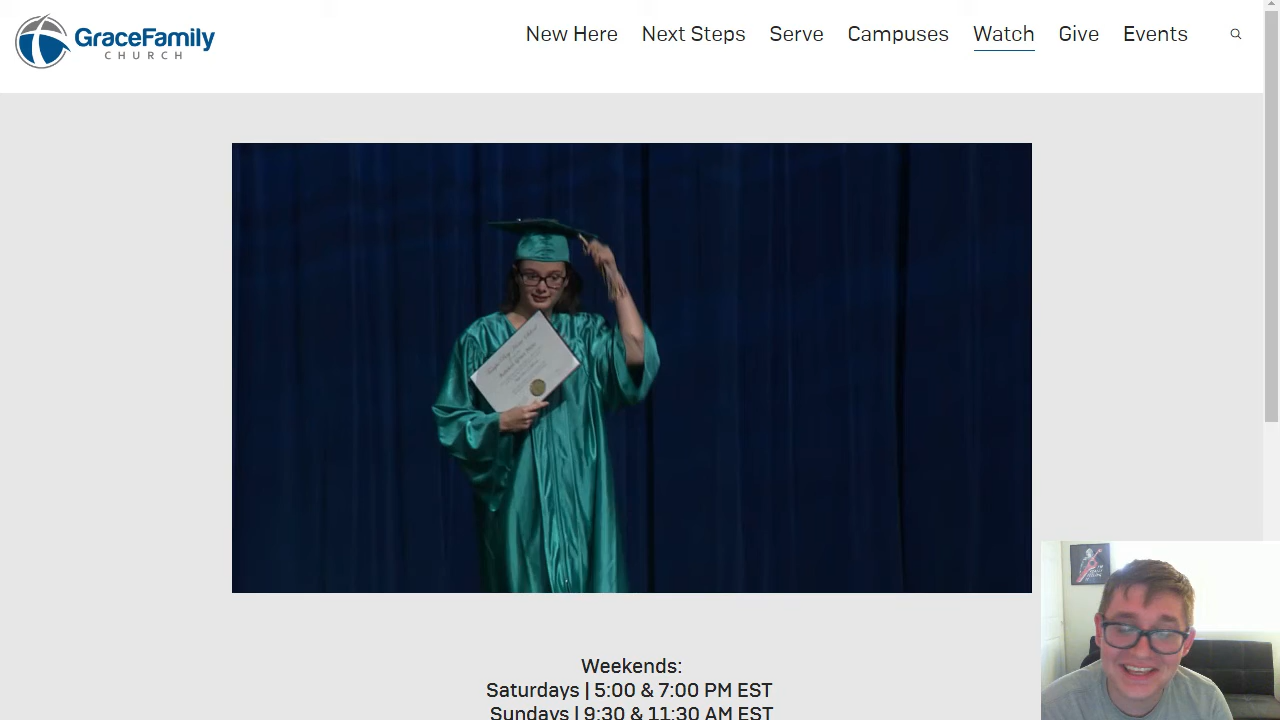 GraceFamily
CHURCH
New Here
Next Steps
Serve
Campuses
Watch
Give
Events
Weekends:
Saturdays | 5:00 & 7:00 PM EST
Sundays | 9:30 & 11:30 AM EST